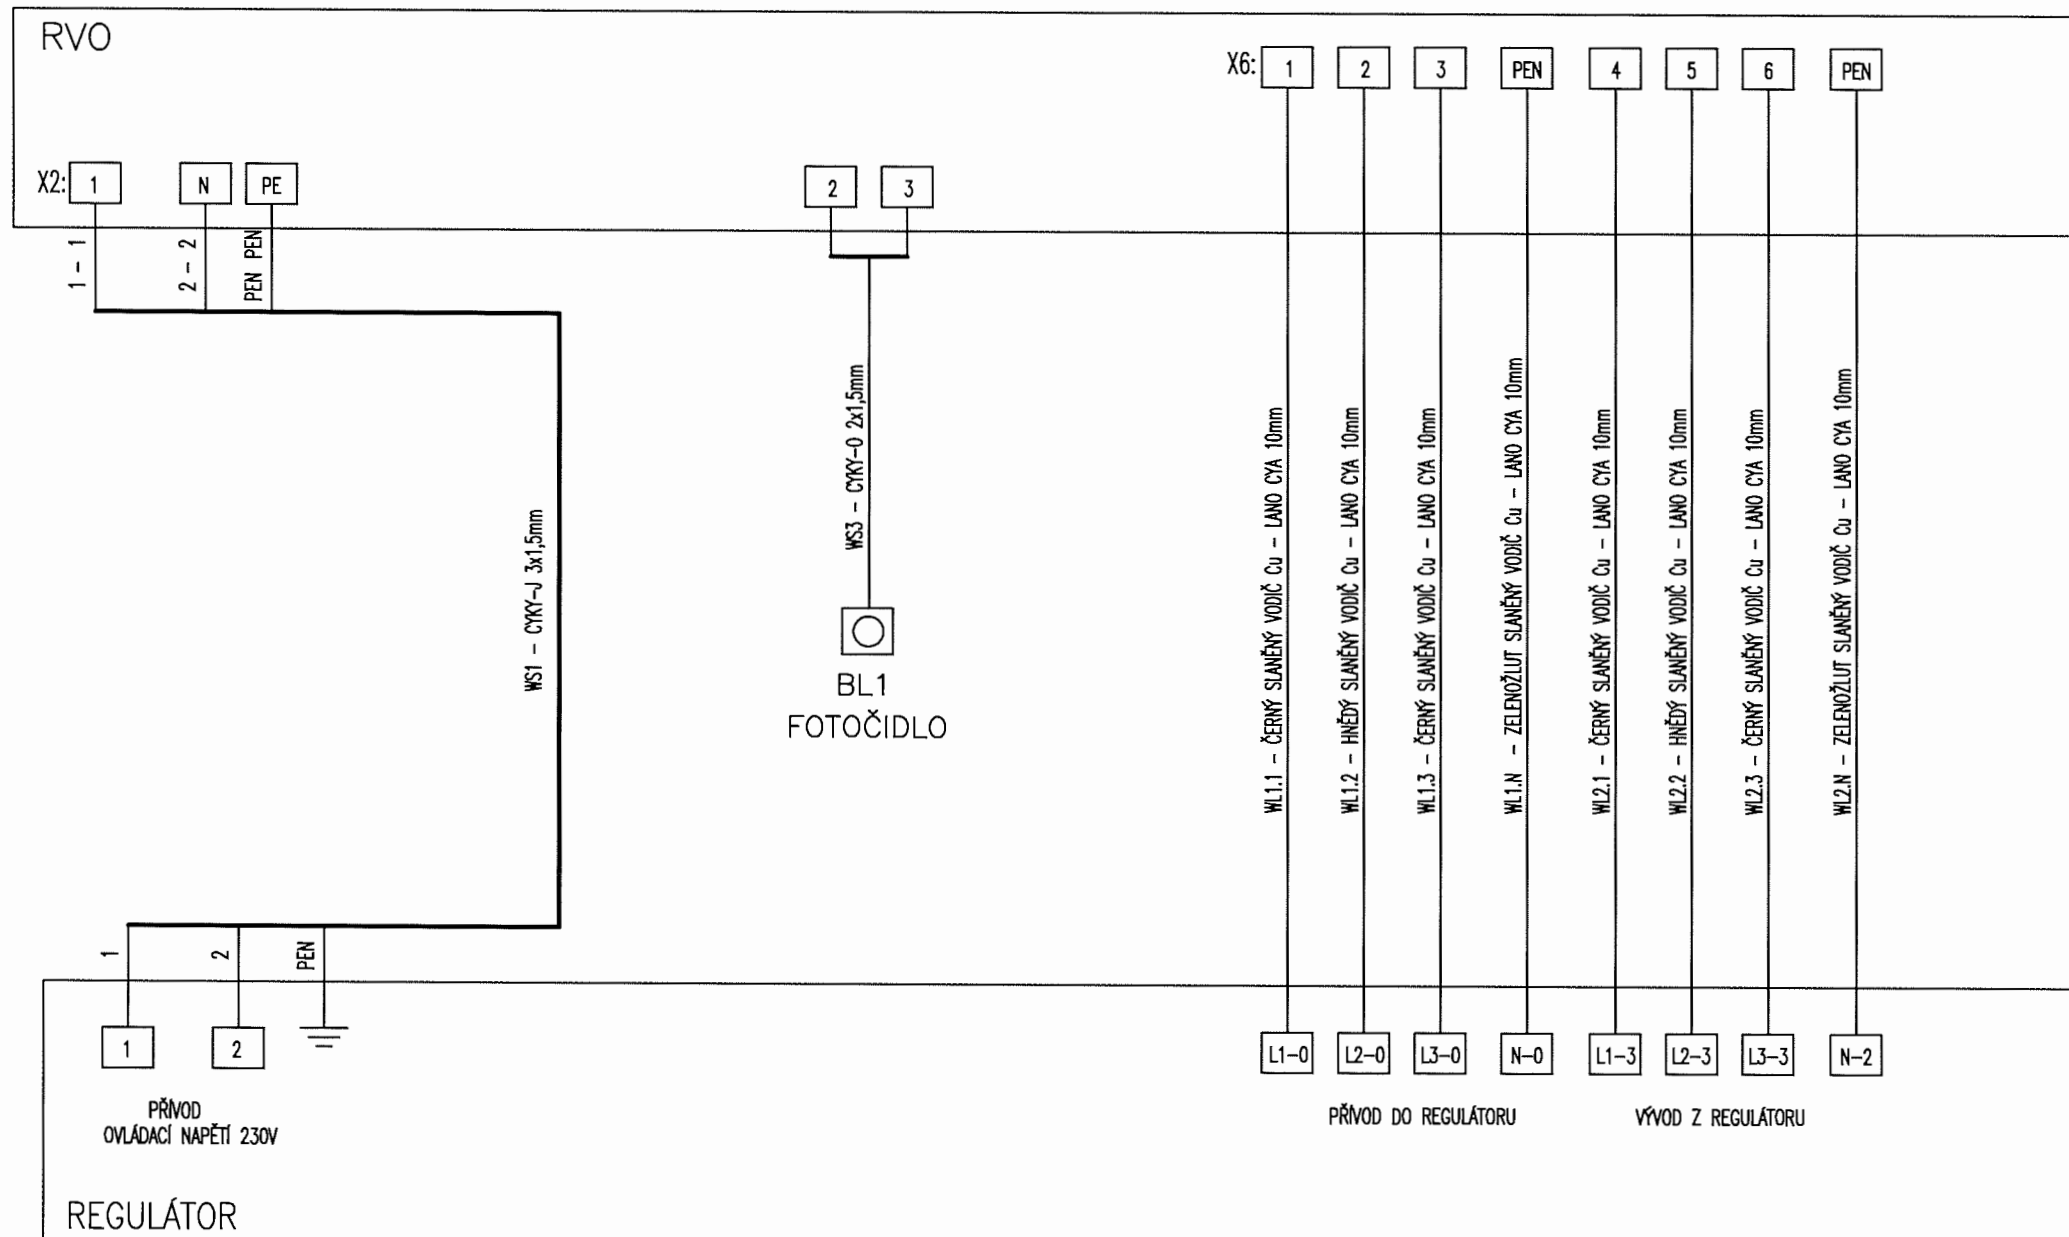 RVO
X6: 1 2 3 PEN 4 5 6 PEN
X2: 1 N PE 2 3
1 - 1
2 - 2
PEN PEN
WS1 - CYKY-J 3x1,5mm
WS3 - CYKY-O 2x1,5mm
BL1
FOTOČIDLO
WL1.1 - ČERNÝ SLANĚNÝ VODIČ Cu - LANO CYA 10mm
WL1.2 - HNĚDÝ SLANĚNÝ VODIČ Cu - LANO CYA 10mm
WL1.3 - ČERNÝ SLANĚNÝ VODIČ Cu - LANO CYA 10mm
WL1.N - ZELENOŽLUT SLANĚNÝ VODIČ Cu - LANO CYA 10mm
WL2.1 - ČERNÝ SLANĚNÝ VODIČ Cu - LANO CYA 10mm
WL2.2 - HNĚDÝ SLANĚNÝ VODIČ Cu - LANO CYA 10mm
WL2.3 - ČERNÝ SLANĚNÝ VODIČ Cu - LANO CYA 10mm
WL2.N - ZELENOŽLUT SLANĚNÝ VODIČ Cu - LANO CYA 10mm
1
2
PEN
1 2
L1-0 L2-0 L3-0 N-0 L1-3 L2-3 L3-3 N-2
PŘÍVOD
OVLÁDACÍ NAPĚTÍ 230V
PŘÍVOD DO REGULÁTORU
VÝVOD Z REGULÁTORU
REGULÁTOR